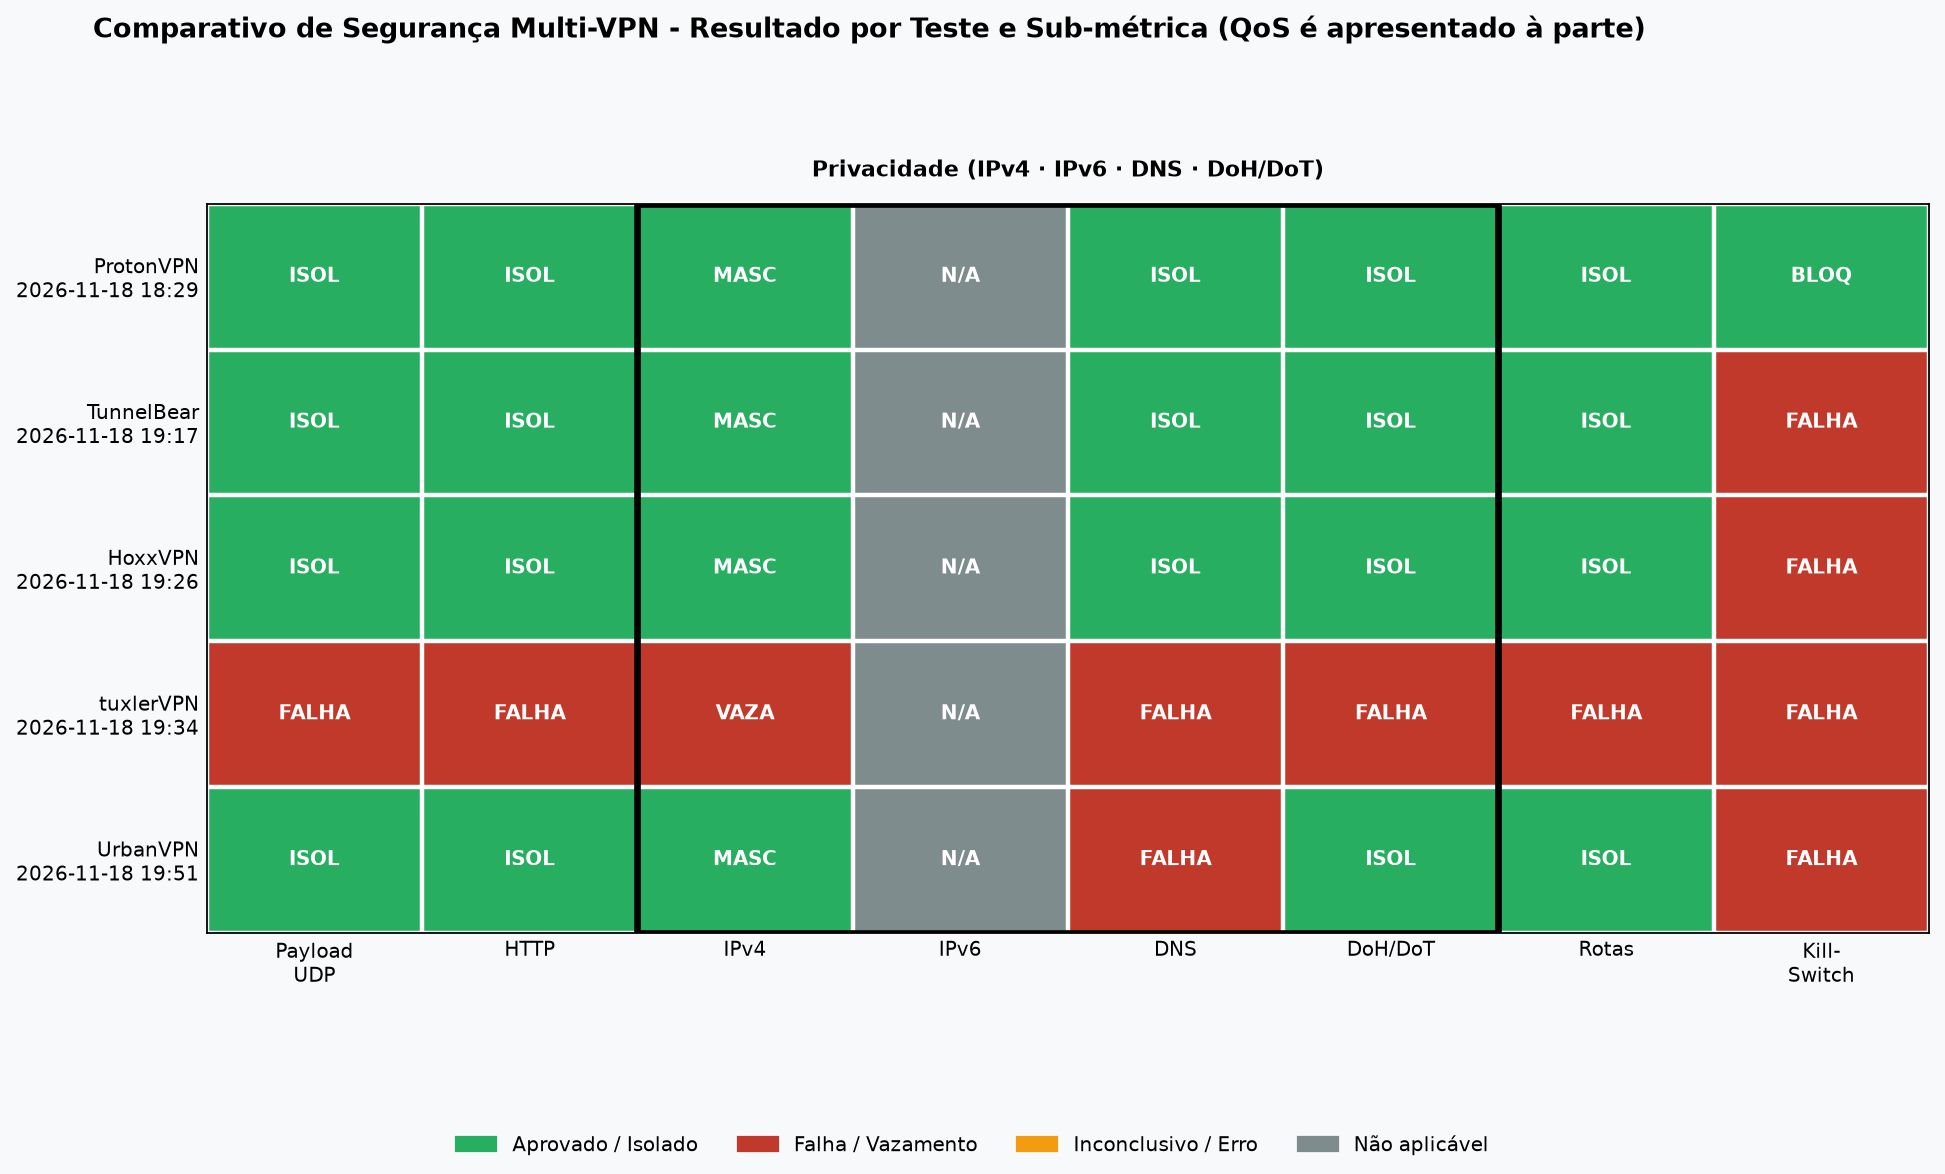 Comparativo de Segurança Multi-VPN - Resultado por Teste e Sub-métrica (QoS é apresentado à parte)
Privacidade (IPv4 · IPv6 · DNS · DoH/DoT)
ProtonVPN
2026-11-18 18:29
ISOL ISOL MASC N/A ISOL ISOL ISOL BLOQ
TunnelBear
2026-11-18 19:17
ISOL ISOL MASC N/A ISOL ISOL ISOL FALHA
HoxxVPN
2026-11-18 19:26
ISOL ISOL MASC N/A ISOL ISOL ISOL FALHA
tuxlerVPN
2026-11-18 19:34
FALHA FALHA VAZA N/A FALHA FALHA FALHA FALHA
UrbanVPN
2026-11-18 19:51
ISOL ISOL MASC N/A FALHA ISOL ISOL FALHA
Payload
UDP
HTTP
IPv4
IPv6
DNS
DoH/DoT
Rotas
Kill-
Switch
Aprovado / Isolado
Falha / Vazamento
Inconclusivo / Erro
Não aplicável